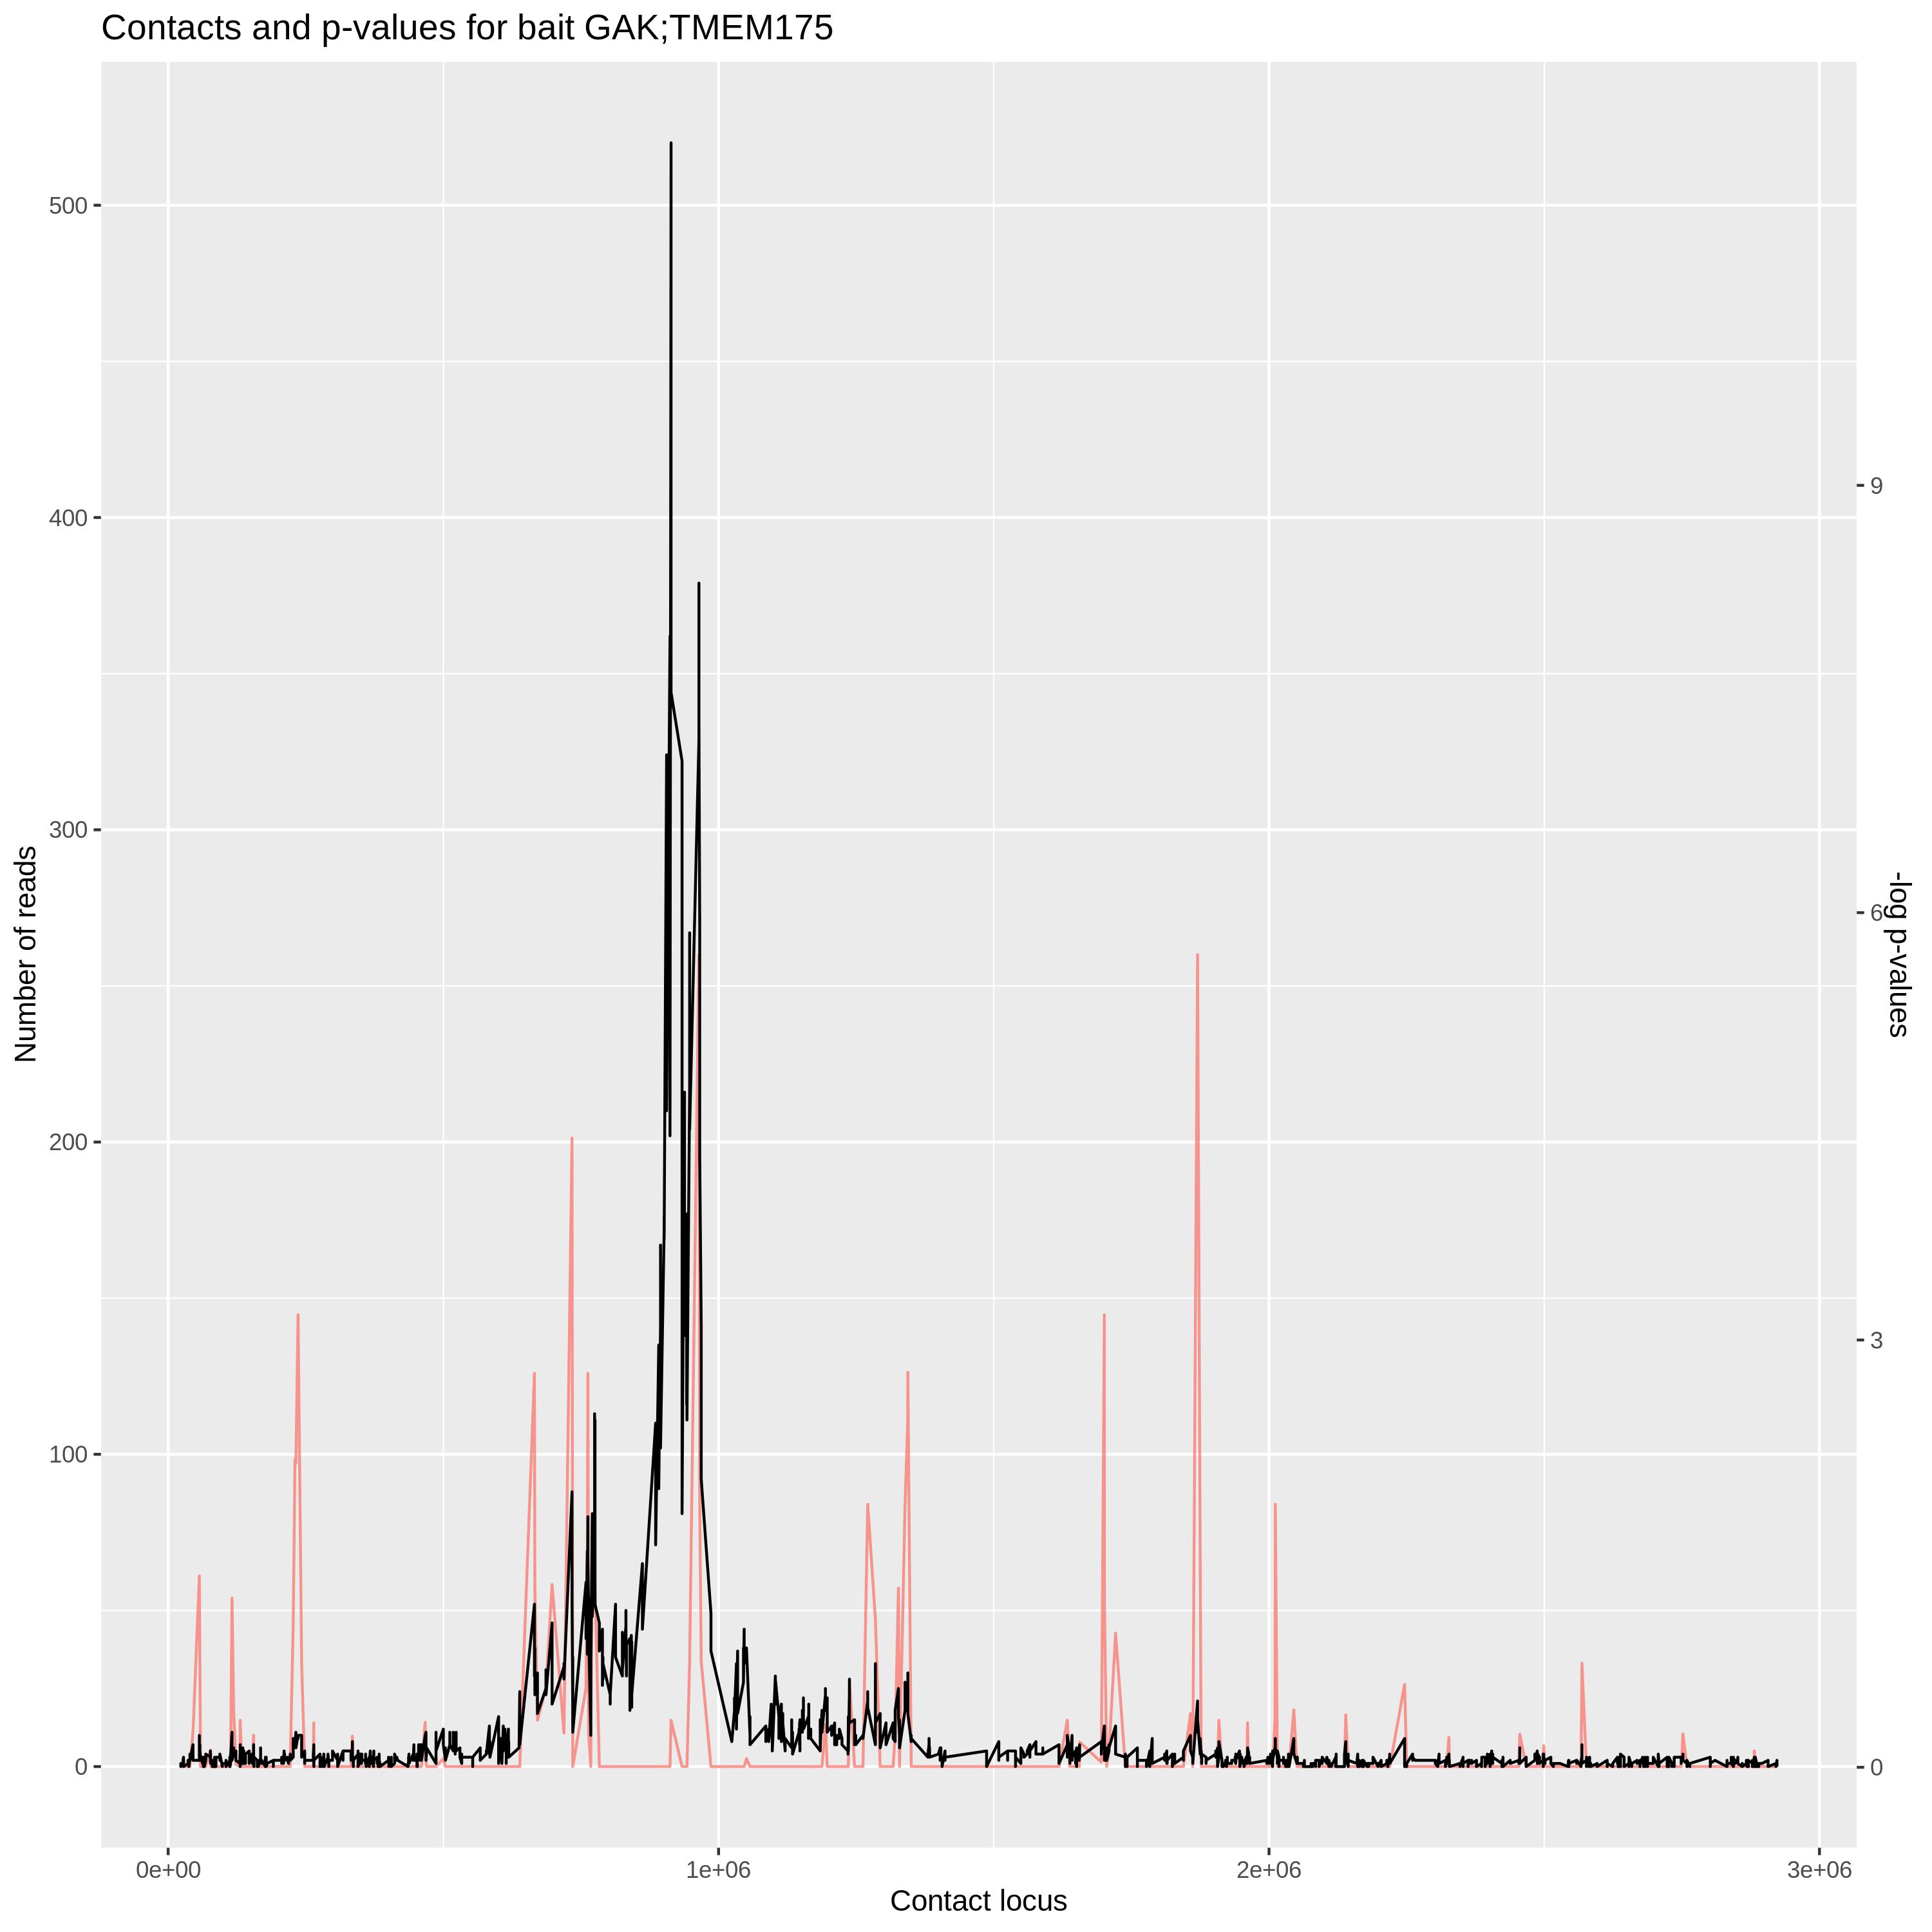 Contacts and p-values for bait GAK;TMEM175
500
400
300
200
100
0
Number of reads
9
6
3
0
-log p-values
0e+00
1e+06
2e+06
3e+06
Contact locus